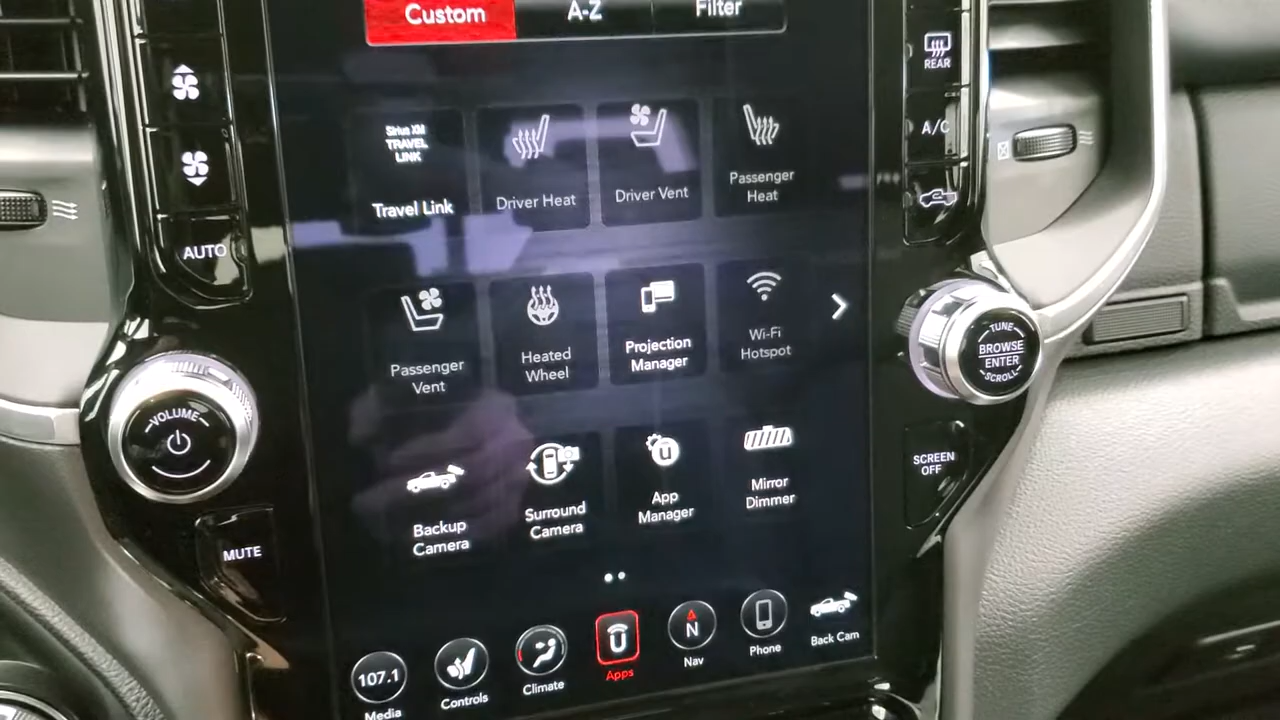 Custom
A-Z
Filter
REAR
A/C
Sirius XM
TRAVEL
LINK
Travel Link
Driver Heat
Driver Vent
Passenger
Heat
AUTO
Passenger
Vent
Heated
Wheel
Projection
Manager
Wi-Fi
Hotspot
TUNE
BROWSE
ENTER
SCROLL
VOLUME
Backup
Camera
Surround
Camera
U
App
Manager
Mirror
Dimmer
SCREEN
OFF
MUTE
107.1
Media
Controls
Climate
U
Apps
N
Nav
Phone
Back Cam